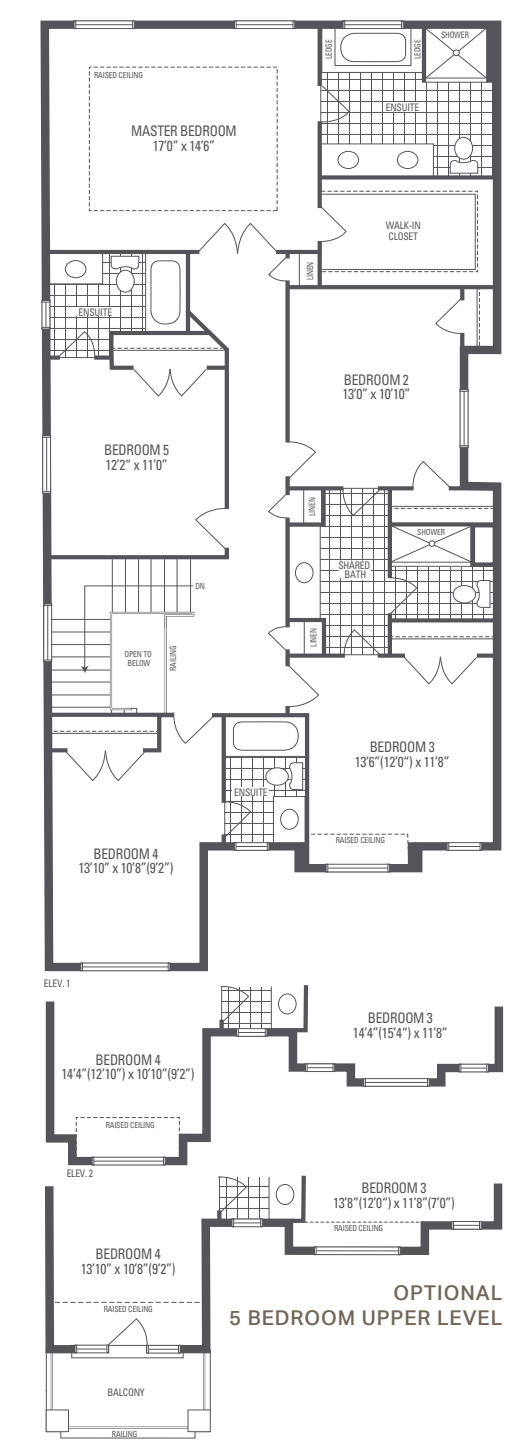 LEDGE
LEDGE
SHOWER
RAISED CEILING
ENSUITE
MASTER BEDROOM
17'0" x 14'6"
WALK-IN
CLOSET
LINEN
ENSUITE
BEDROOM 2
13'0" x 10'10"
BEDROOM 5
12'2" x 11'0"
LINEN
SHOWER
SHARED
BATH
DN
OPEN TO
BELOW
RAILING
LINEN
BEDROOM 3
13'6"(12'0") x 11'8"
ENSUITE
RAISED CEILING
BEDROOM 4
13'10" x 10'8"(9'2")
ELEV. 1
BEDROOM 3
14'4"(15'4") x 11'8"
BEDROOM 4
14'4"(12'10") x 10'10"(9'2")
RAISED CEILING
ELEV. 2
BEDROOM 3
13'8"(12'0") x 11'8"(7'0")
RAISED CEILING
BEDROOM 4
13'10" x 10'8"(9'2")
RAISED CEILING
OPTIONAL
5 BEDROOM UPPER LEVEL
BALCONY
RAILING